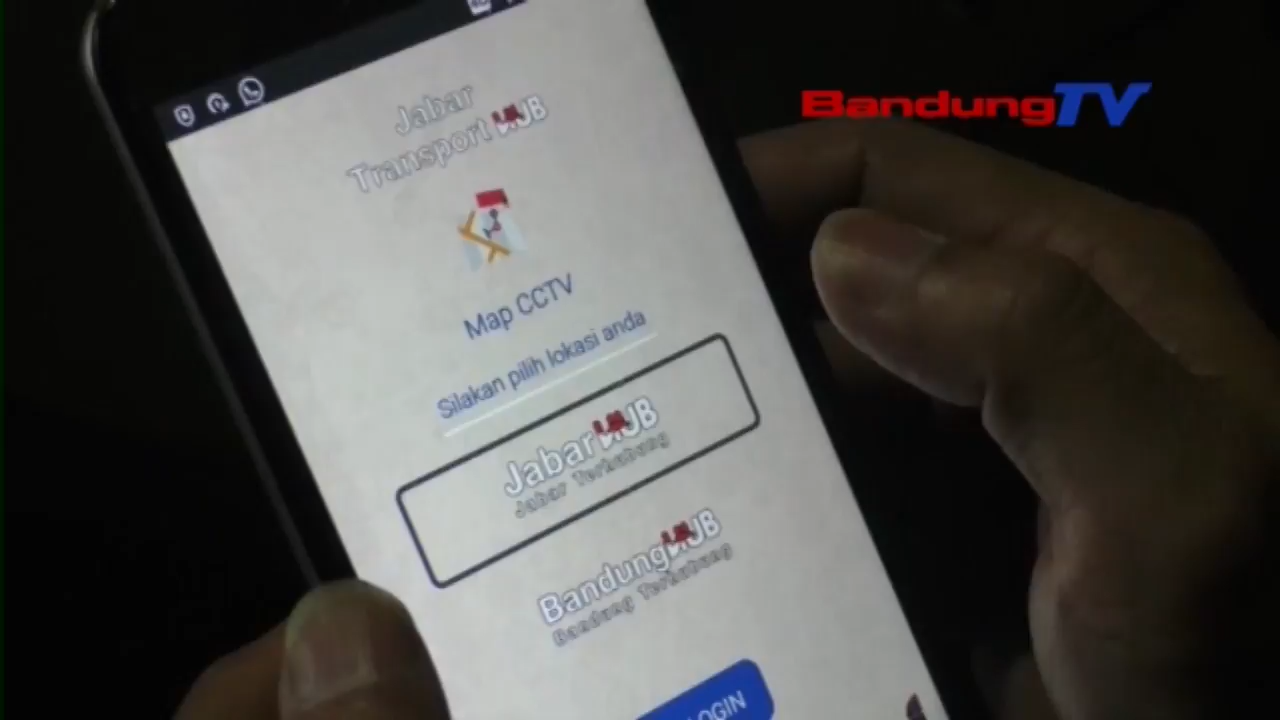 BandungTV
Jabar
Transport HUB
Map CCTV
Silakan pilih lokasi anda
JabarHUB
Jabar Terhubung
BandungHUB
Bandung Terhubung
LOGIN